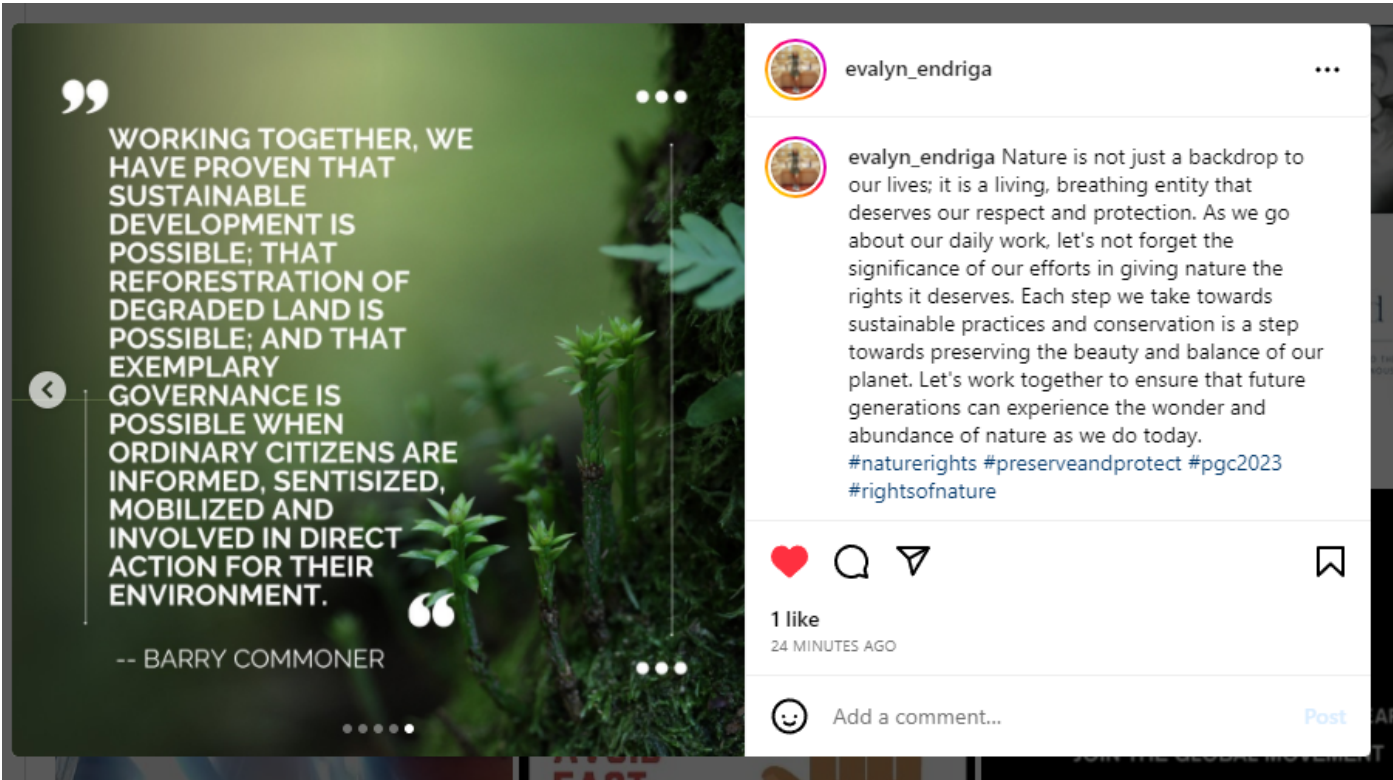 WORKING TOGETHER, WE
HAVE PROVEN THAT
SUSTAINABLE
DEVELOPMENT IS
POSSIBLE; THAT
REFORESTRATION OF
DEGRADED LAND IS
POSSIBLE; AND THAT
EXEMPLARY
GOVERNANCE IS
POSSIBLE WHEN
ORDINARY CITIZENS ARE
INFORMED, SENTISIZED,
MOBILIZED AND
INVOLVED IN DIRECT
ACTION FOR THEIR
ENVIRONMENT.
-- BARRY COMMONER
evalyn_endriga
evalyn_endriga Nature is not just a backdrop to
our lives; it is a living, breathing entity that
deserves our respect and protection. As we go
about our daily work, let's not forget the
significance of our efforts in giving nature the
rights it deserves. Each step we take towards
sustainable practices and conservation is a step
towards preserving the beauty and balance of our
planet. Let's work together to ensure that future
generations can experience the wonder and
abundance of nature as we do today.
#naturerights #preserveandprotect #pgc2023
#rightsofnature
1 like
24 MINUTES AGO
Add a comment...
Post
JOIN THE GLOBAL MOVEMENT